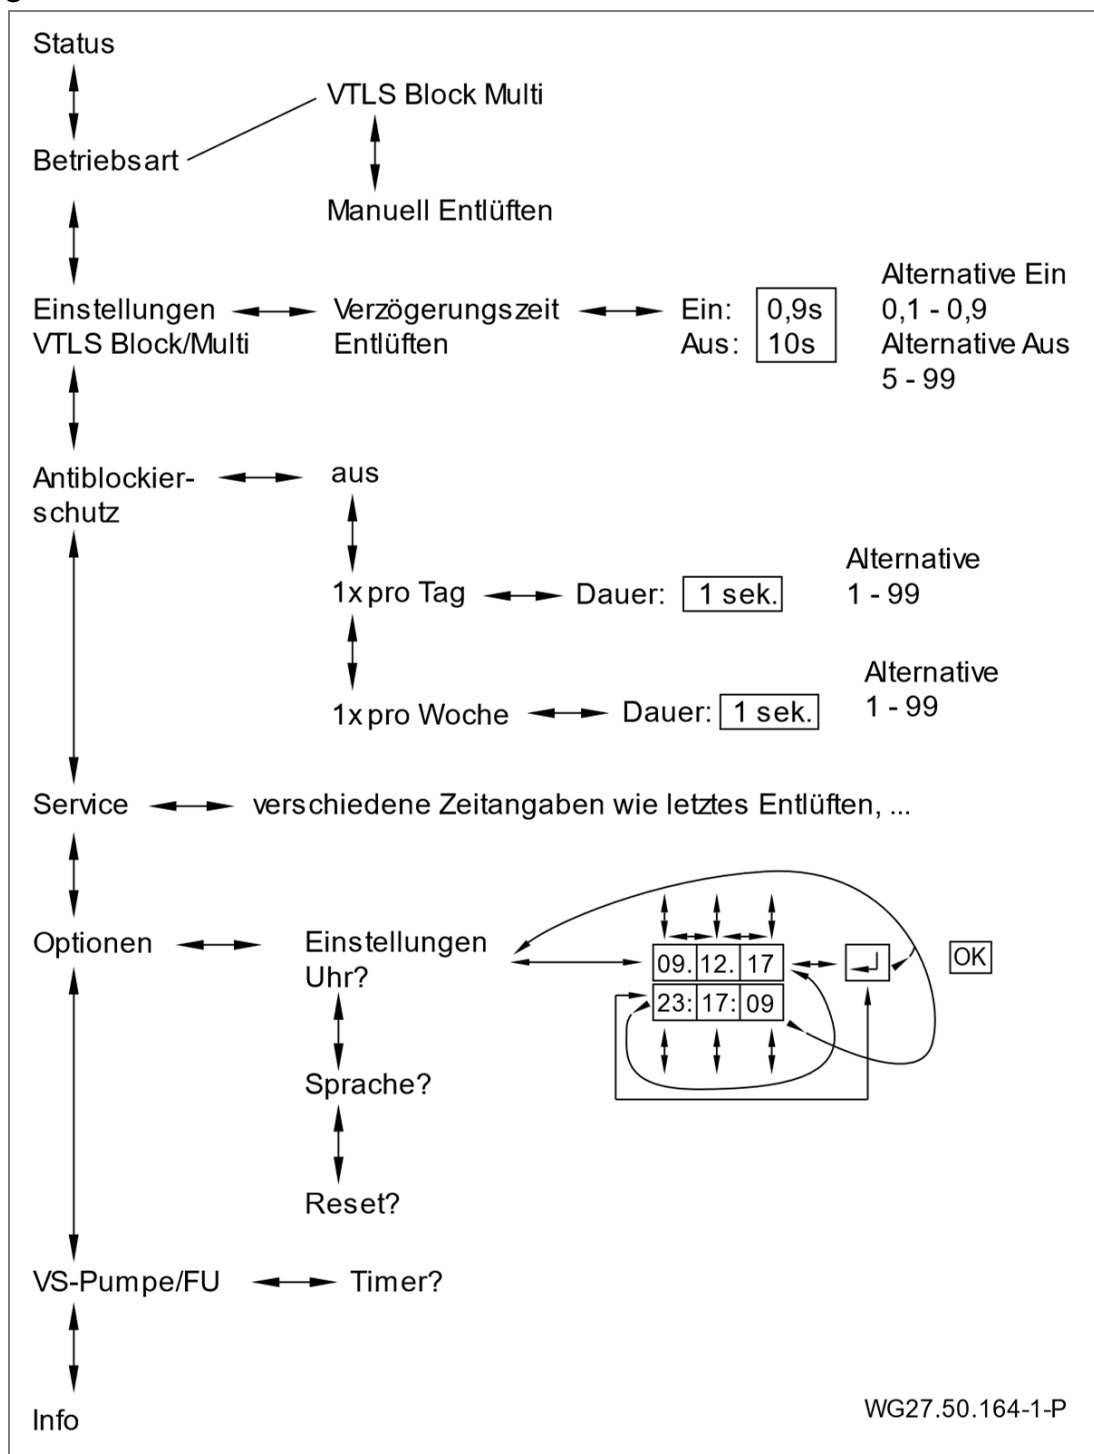 Status
VTLS Block Multi
Betriebsart
Manuell Entlüften
Alternative Ein
Einstellungen Verzögerungszeit Ein: 0,9s 0,1 - 0,9
VTLS Block/Multi Entlüften Aus: 10s Alternative Aus
5 - 99
Antiblockier- aus
schutz
Alternative
1x pro Tag Dauer: 1 sek. 1 - 99
Alternative
1x pro Woche Dauer: 1 sek. 1 - 99
Service verschiedene Zeitangaben wie letztes Entlüften, ...
Optionen Einstellungen 09. 12. 17 OK
Uhr? 23: 17: 09
Sprache?
Reset?
VS-Pumpe/FU Timer?
Info
WG27.50.164-1-P